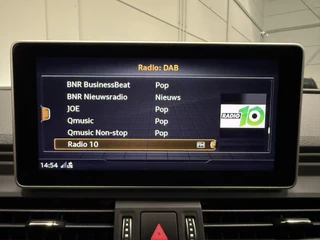 Radio: DAB
BNR BusinessBeat Pop
BNR Nieuwsradio Nieuws
JOE Pop
Qmusic Pop
Qmusic Non-stop Pop
Radio 10
RADIO 10
14:54